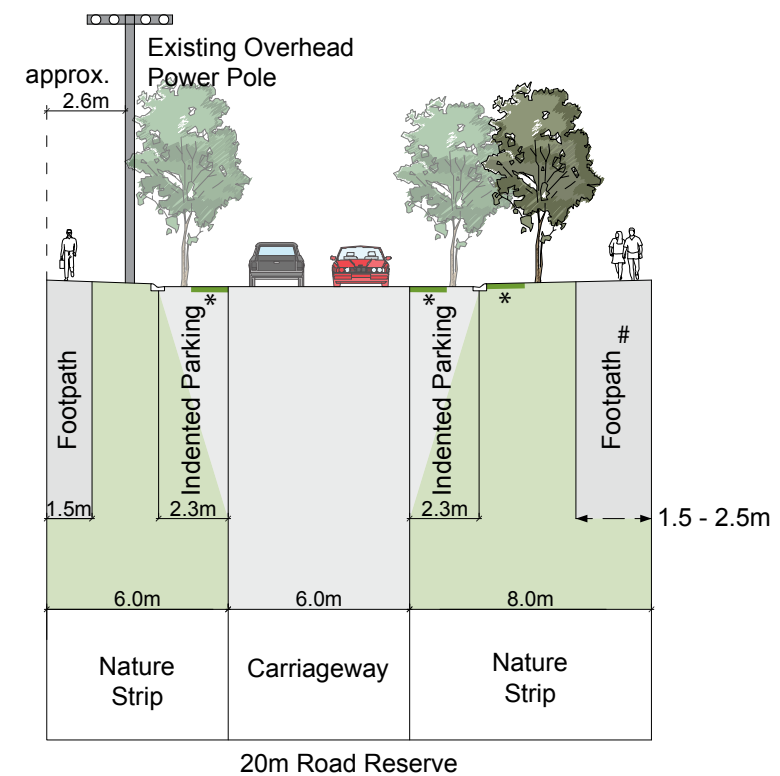 Existing Overhead
Power Pole
approx.
2.6m
*
*
*
Footpath
Indented Parking
Indented Parking
Footpath
#
1.5m
2.3m
2.3m
1.5 - 2.5m
6.0m
6.0m
8.0m
Nature
Strip
Carriageway
Nature
Strip
20m Road Reserve